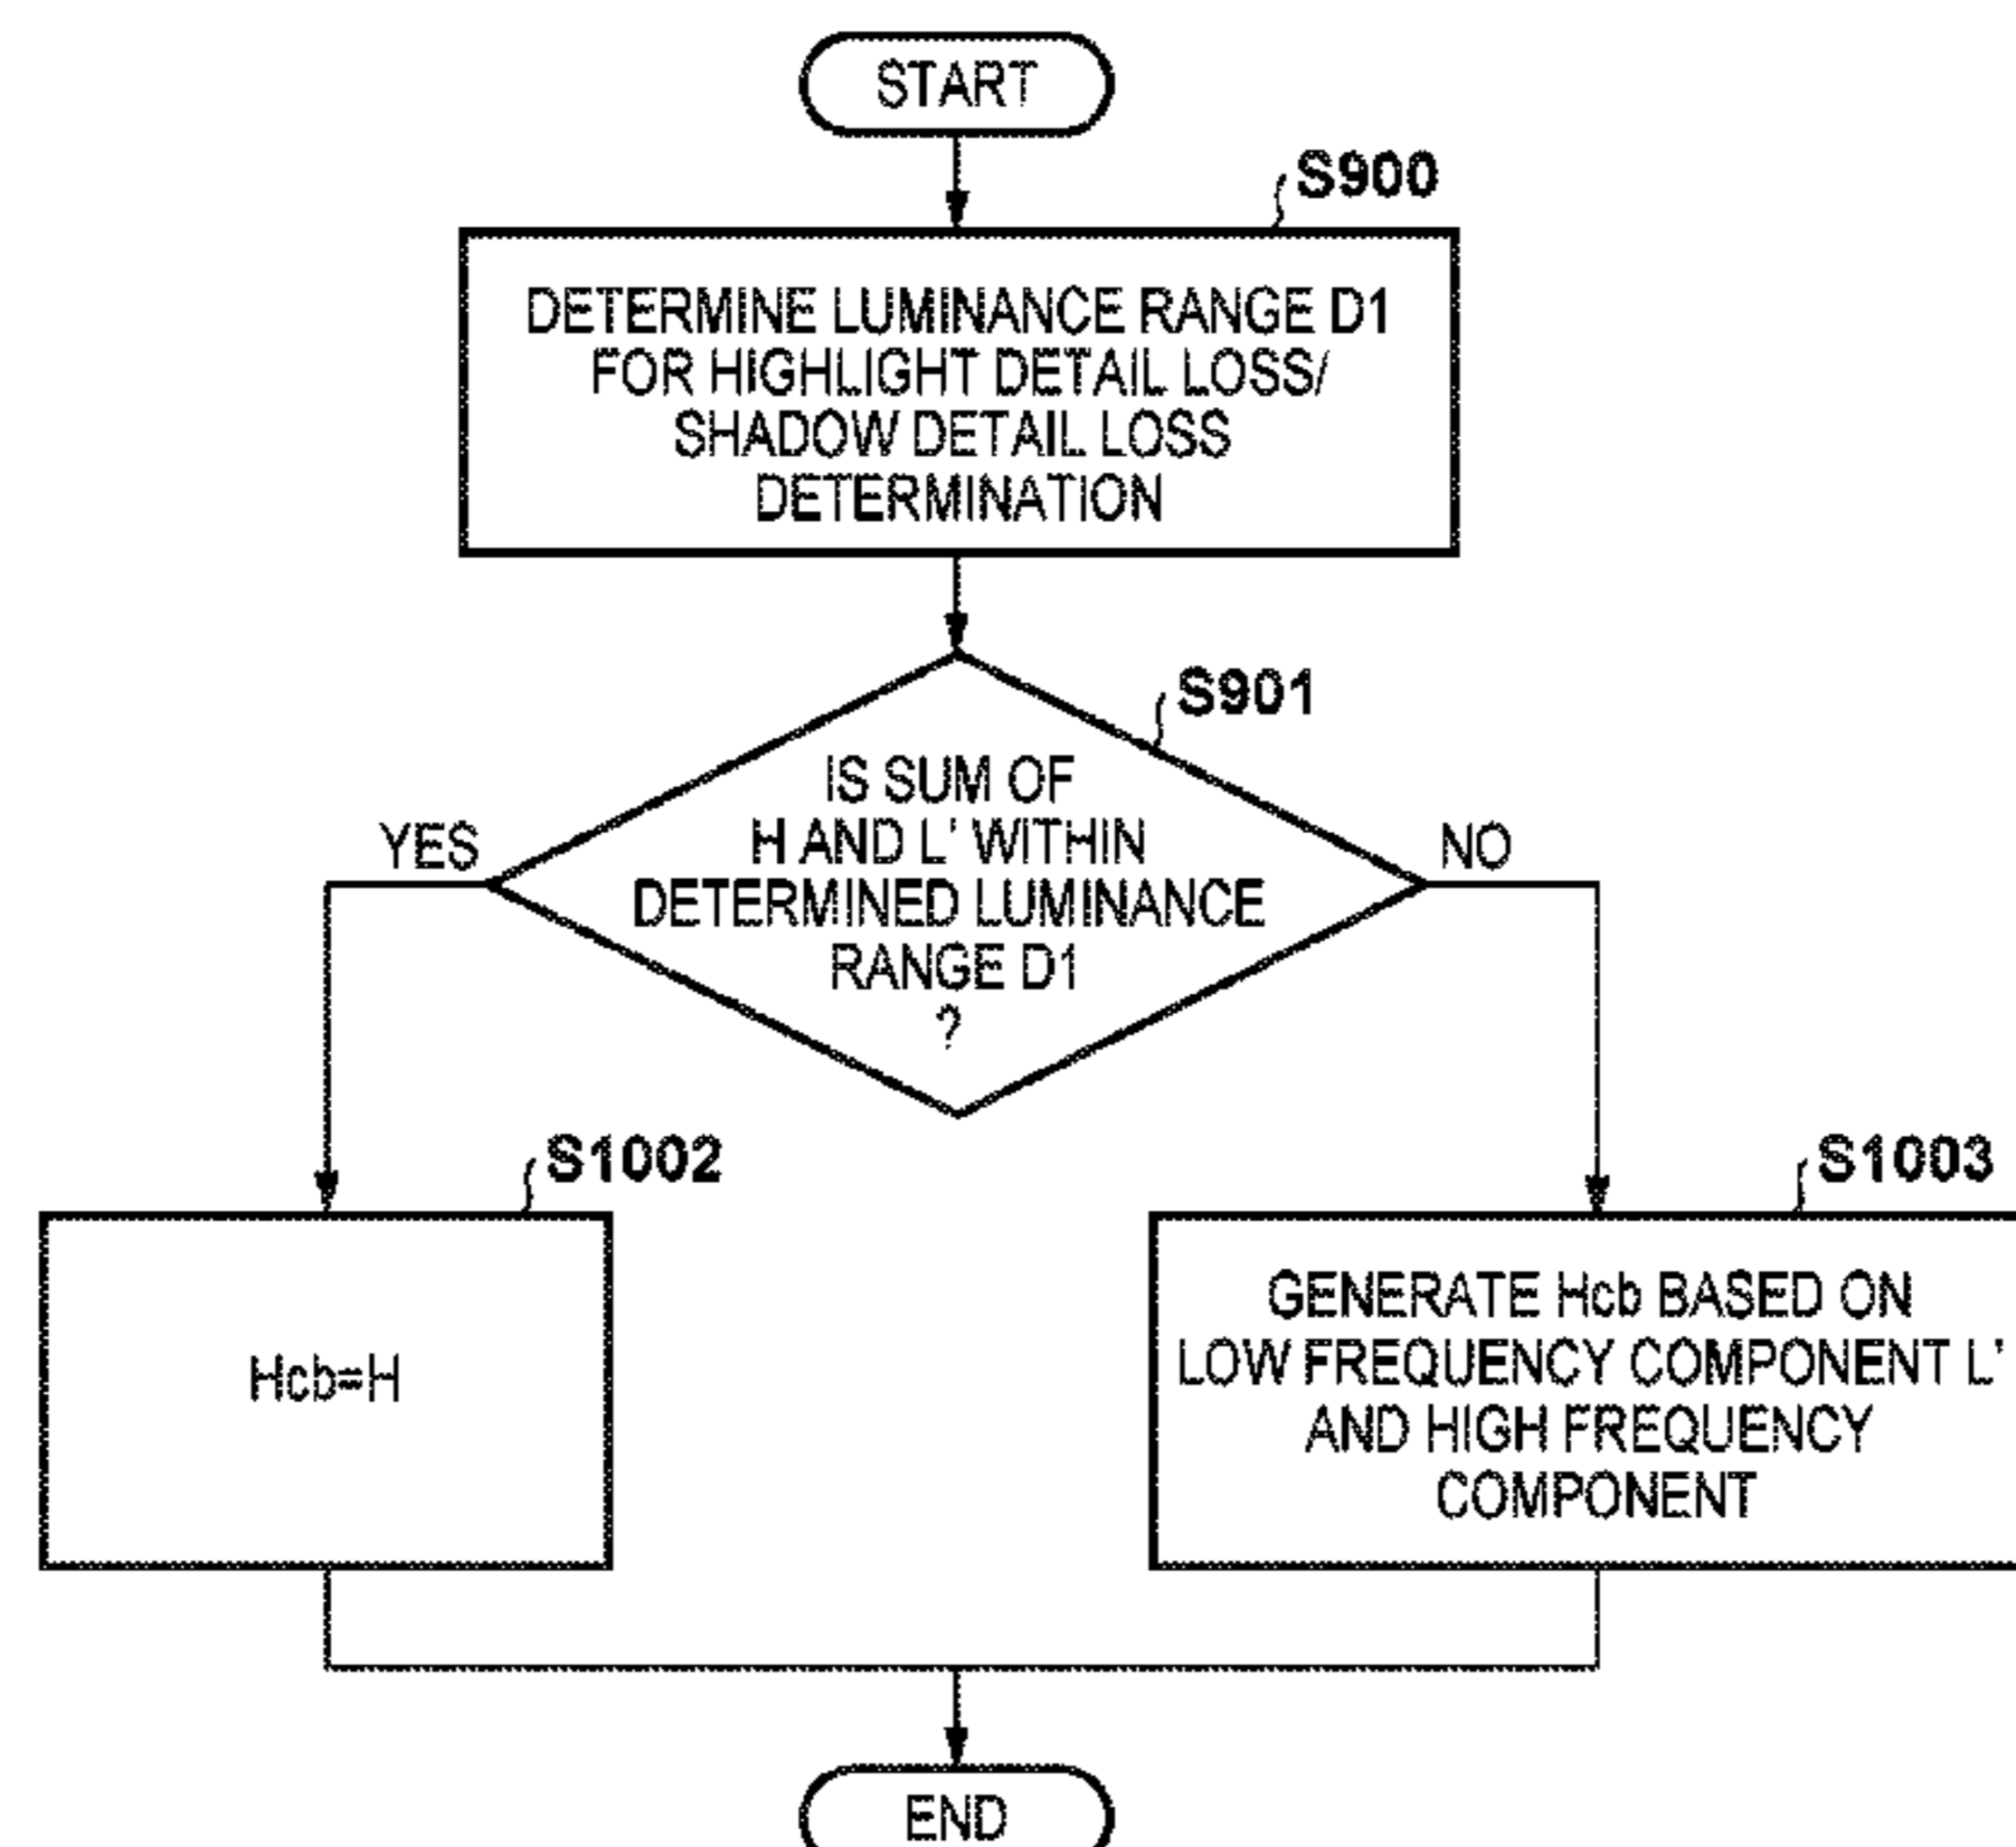 START
S900
DETERMINE LUMINANCE RANGE D1
FOR HIGHLIGHT DETAIL LOSS/
SHADOW DETAIL LOSS
DETERMINATION
S901
IS SUM OF
H AND L' WITHIN
DETERMINED LUMINANCE
RANGE D1
?
YES
NO
S1002
Hcb=H
S1003
GENERATE Hcb BASED ON
LOW FREQUENCY COMPONENT L'
AND HIGH FREQUENCY
COMPONENT
END